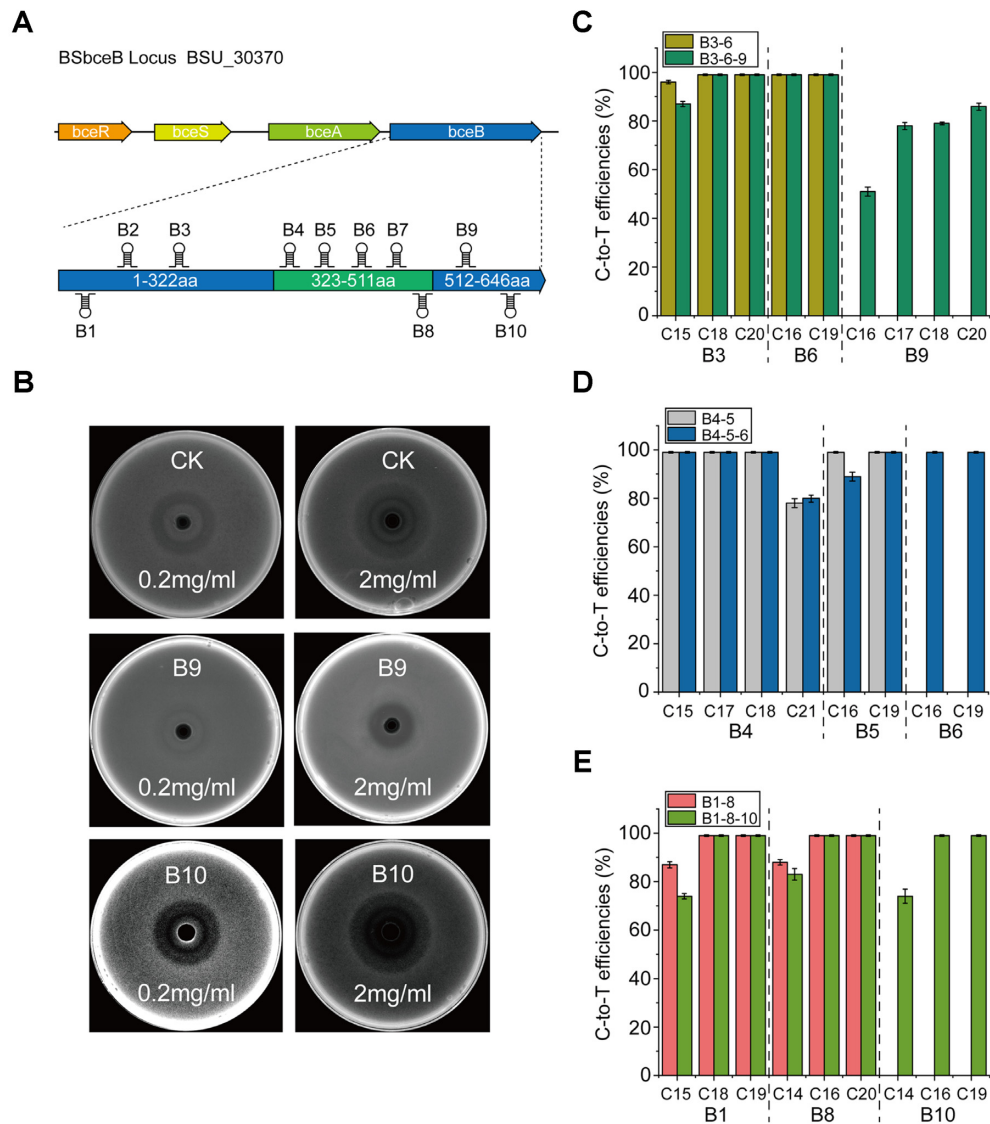 A
BSbceB Locus BSU_30370
bceR bceS bceA bceB
B2 B3 B4 B5 B6 B7 B9
1-322aa 323-511aa 512-646aa
B1 B8 B10
B
CK CK
0.2mg/ml 2mg/ml
B9 B9
0.2mg/ml 2mg/ml
B10 B10
0.2mg/ml 2mg/ml
C
B3-6
B3-6-9
C-to-T efficiencies (%)
100
80
60
40
20
0
C15 C18 C20 C16 C19 C16 C17 C18 C20
B3 B6 B9
D
B4-5
B4-5-6
C-to-T efficiencies (%)
100
80
60
40
20
0
C15 C17 C18 C21 C16 C19 C16 C19
B4 B5 B6
E
B1-8
B1-8-10
C-to-T efficiencies (%)
100
80
60
40
20
0
C15 C18 C19 C14 C16 C20 C14 C16 C19
B1 B8 B10